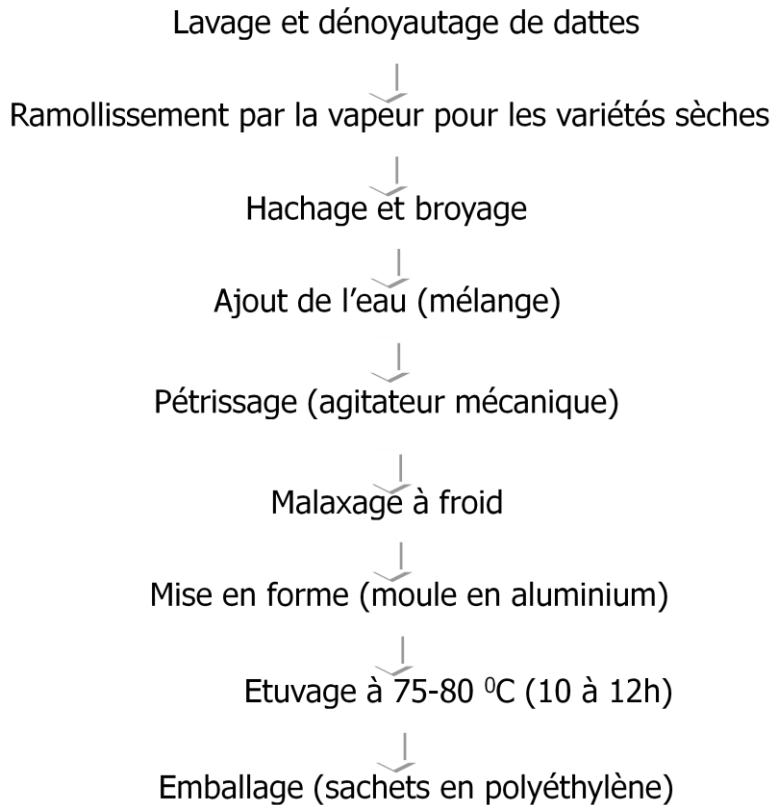 Lavage et dénoyautage de dattes
Ramollissement par la vapeur pour les variétés sèches
Hachage et broyage
Ajout de l’eau (mélange)
Pétrissage (agitateur mécanique)
Malaxage à froid
Mise en forme (moule en aluminium)
Etuvage à 75-80 ⁰C (10 à 12h)
Emballage (sachets en polyéthylène)